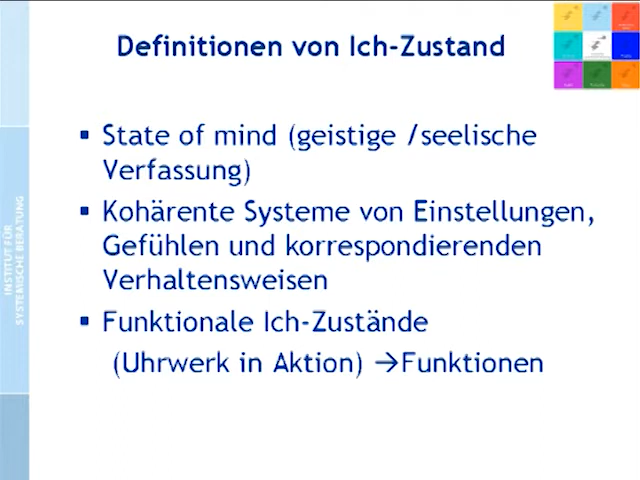 Definitionen von Ich-Zustand
▪ State of mind (geistige /seelische
Verfassung)
▪ Kohärente Systeme von Einstellungen,
Gefühlen und korrespondierenden
Verhaltensweisen
▪ Funktionale Ich-Zustände
(Uhrwerk in Aktion) →Funktionen
INSTITUT FÜR
SYSTEMISCHE BERATUNG